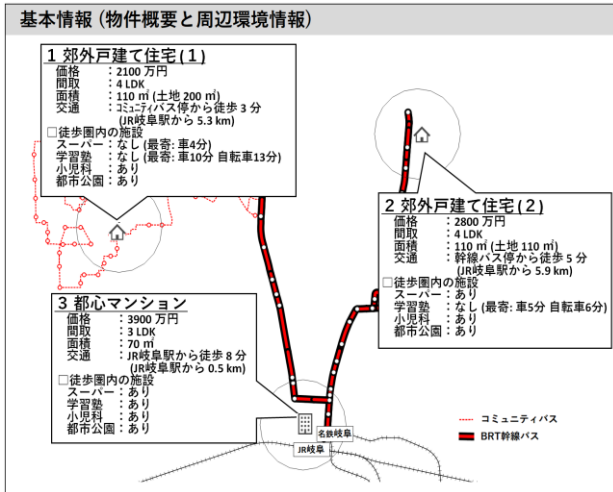 基本情報 (物件概要と周辺環境情報)
1 郊外戸建て住宅(1)
価格 : 2100 万円
間取 : 4 LDK
面積 : 110 ㎡ (土地 200 ㎡)
交通 : コミュニティバス停から徒歩 3 分
(JR岐阜駅から 5.3 km)
□徒歩圏内の施設
スーパー : なし (最寄: 車4分)
学習塾 : なし (最寄: 車10分 自転車13分)
小児科 : あり
都市公園 : あり
2 郊外戸建て住宅(2)
価格 : 2800 万円
間取 : 4 LDK
面積 : 110 ㎡ (土地 110 ㎡)
交通 : 幹線バス停から徒歩 5 分
(JR岐阜駅から 5.9 km)
□徒歩圏内の施設
スーパー : あり
学習塾 : なし (最寄: 車5分 自転車6分)
小児科 : あり
都市公園 : あり
3 都心マンション
価格 : 3900 万円
間取 : 3 LDK
面積 : 70 ㎡
交通 : JR岐阜駅から徒歩 8 分
(JR岐阜駅から 0.5 km)
□徒歩圏内の施設
スーパー : あり
学習塾 : あり
小児科 : あり
都市公園 : あり
名鉄岐阜
JR岐阜
コミュニティバス
BRT幹線バス